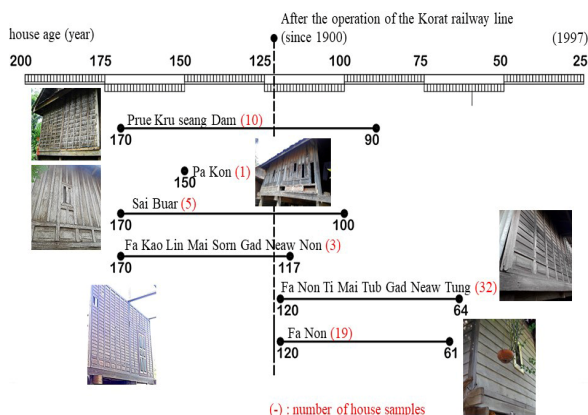 After the operation of the Korat railway line
house age (year) (since 1900) (1997)
200 175 150 125 100 75 50 25
Prue Kru seang Dam (10)
170 90
Pa Kon (1)
150
Sai Buar (5)
170 100
Fa Kao Lin Mai Sorn Gad Neaw Non (3)
170 117
Fa Non Ti Mai Tub Gad Neaw Tung (32)
120 64
Fa Non (19)
120 61
(-) : number of house samples